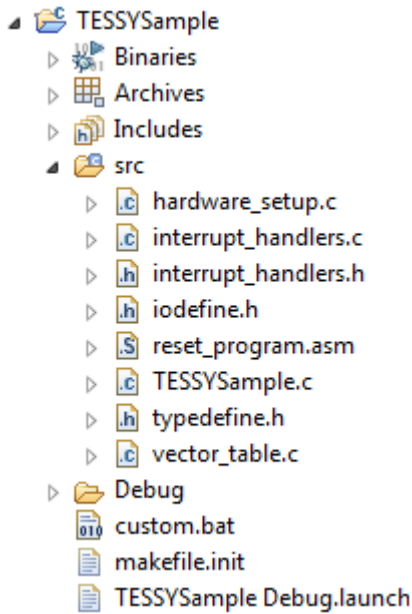 TESSYSample
Binaries
Archives
Includes
src
hardware_setup.c
interrupt_handlers.c
interrupt_handlers.h
iodefine.h
reset_program.asm
TESSYSample.c
typedefine.h
vector_table.c
Debug
custom.bat
makefile.init
TESSYSample Debug.launch